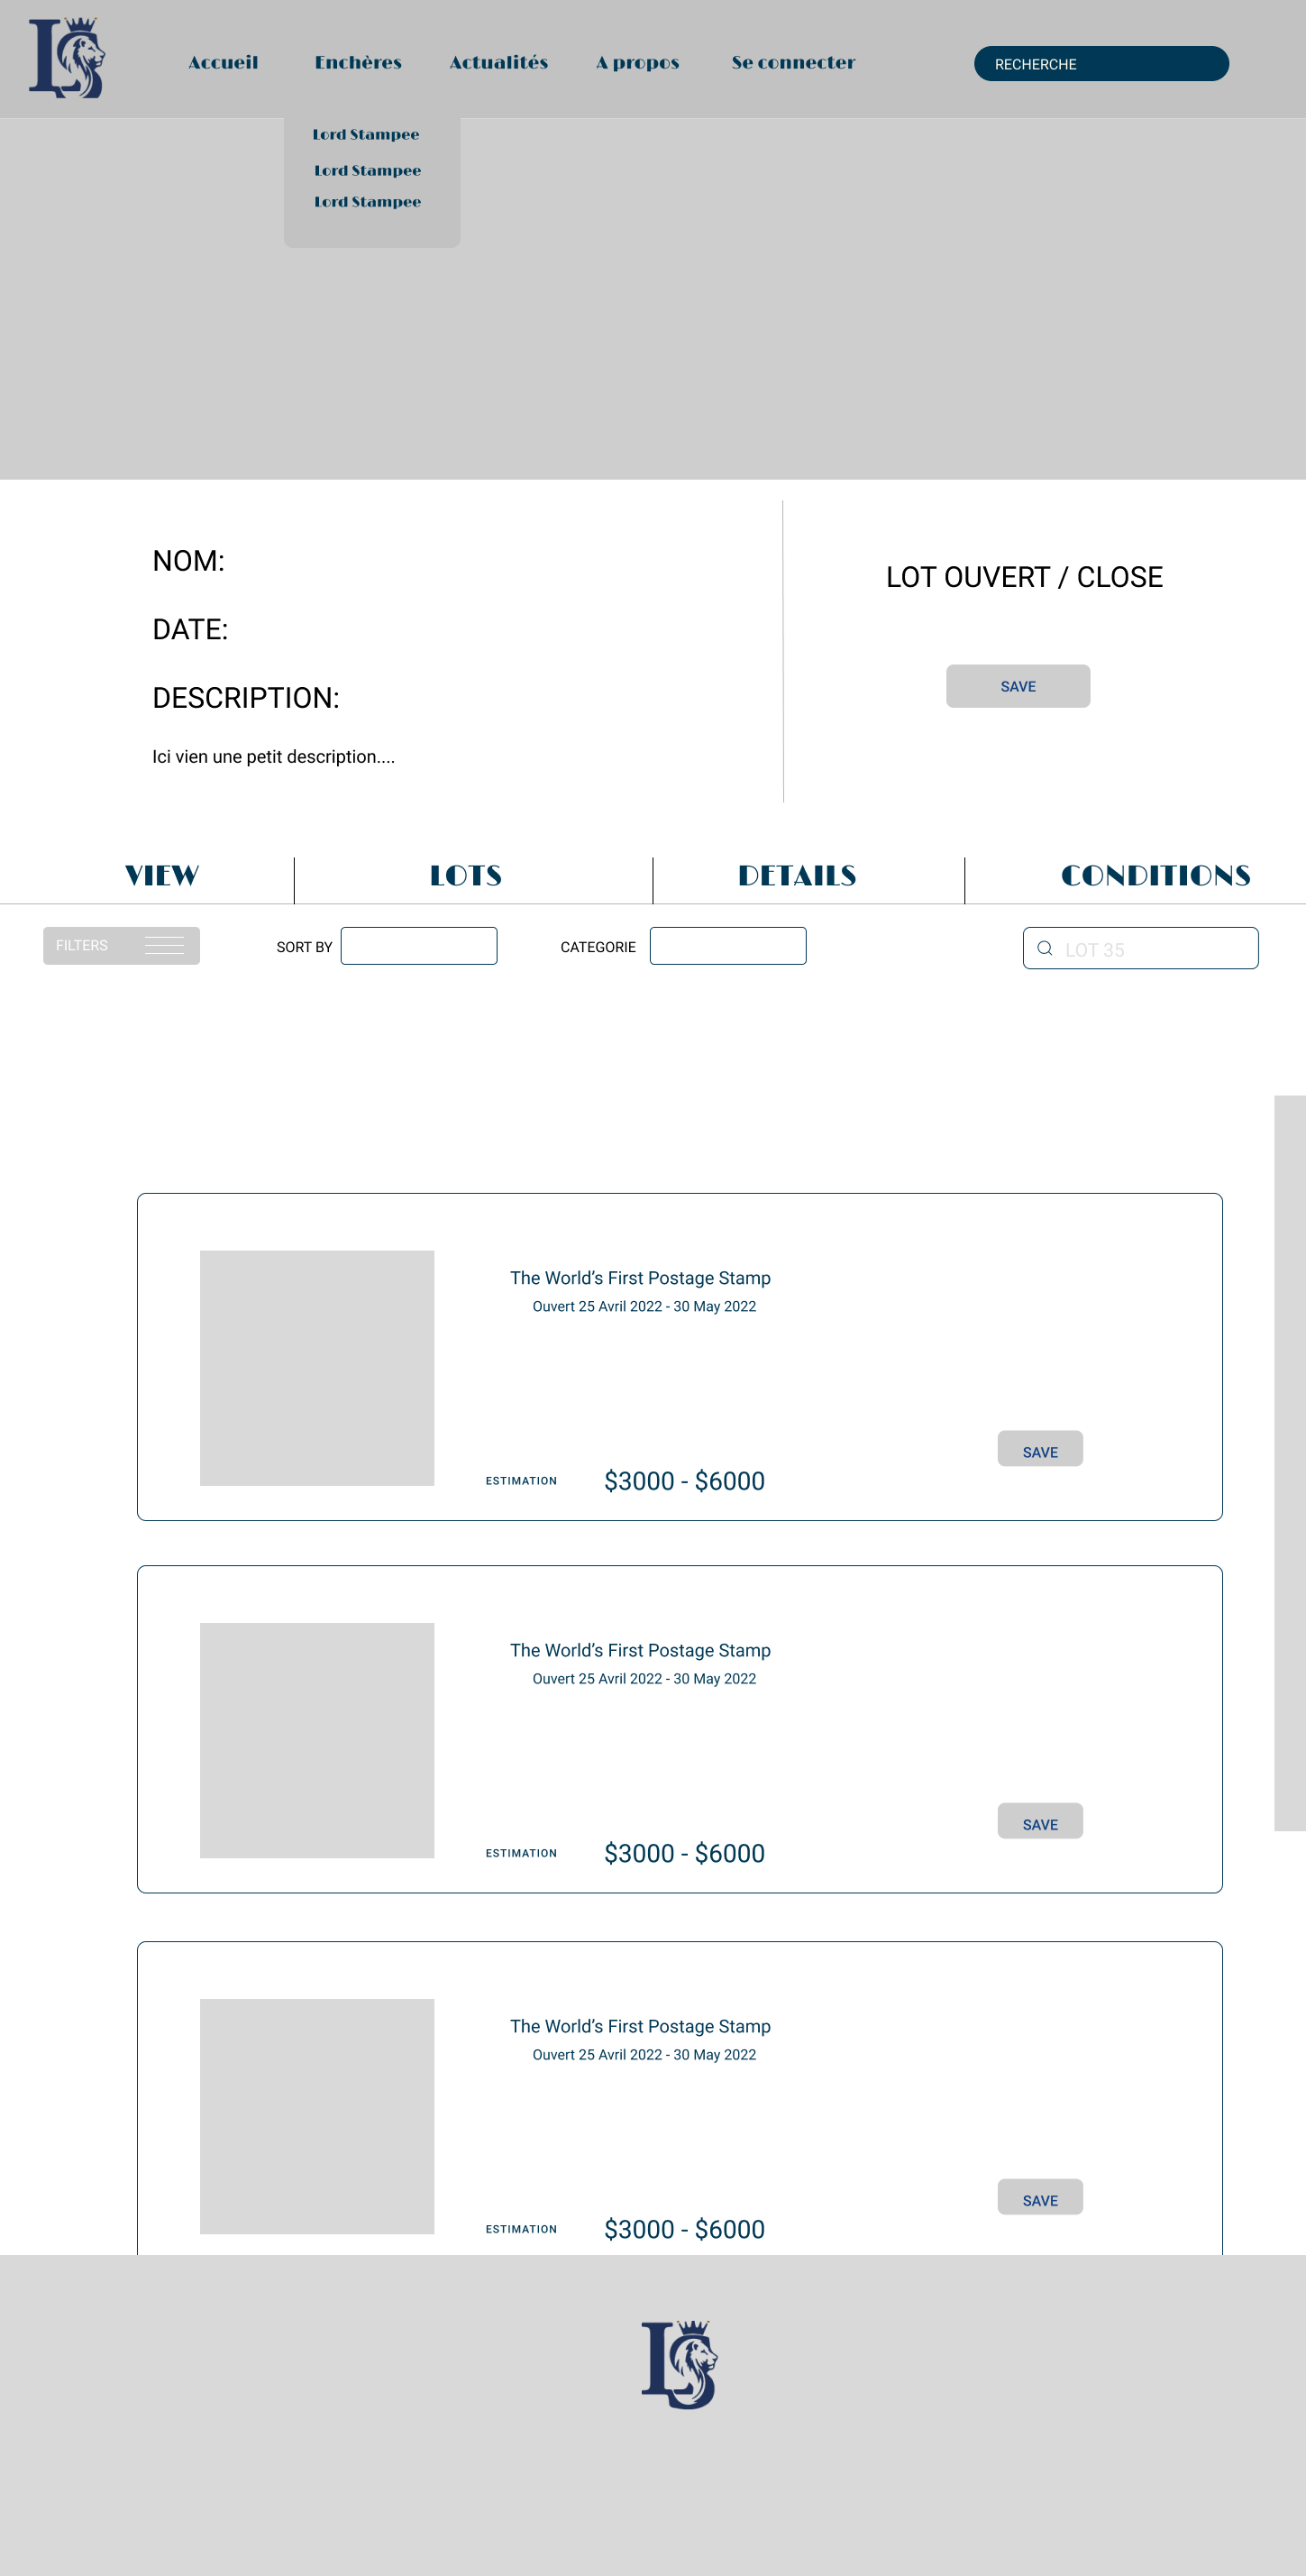 LS
Accueil Enchères Actualités A propos Se connecter RECHERCHE
Lord Stampee
Lord Stampee
Lord Stampee
NOM:
LOT OUVERT / CLOSE
DATE:
SAVE
DESCRIPTION:
Ici vien une petit description....
VIEW LOTS DETAILS CONDITIONS
FILTERS SORT BY CATEGORIE LOT 35
The World’s First Postage Stamp
Ouvert 25 Avril 2022 - 30 May 2022
SAVE
ESTIMATION $3000 - $6000
The World’s First Postage Stamp
Ouvert 25 Avril 2022 - 30 May 2022
SAVE
ESTIMATION $3000 - $6000
The World’s First Postage Stamp
Ouvert 25 Avril 2022 - 30 May 2022
SAVE
ESTIMATION $3000 - $6000
LS